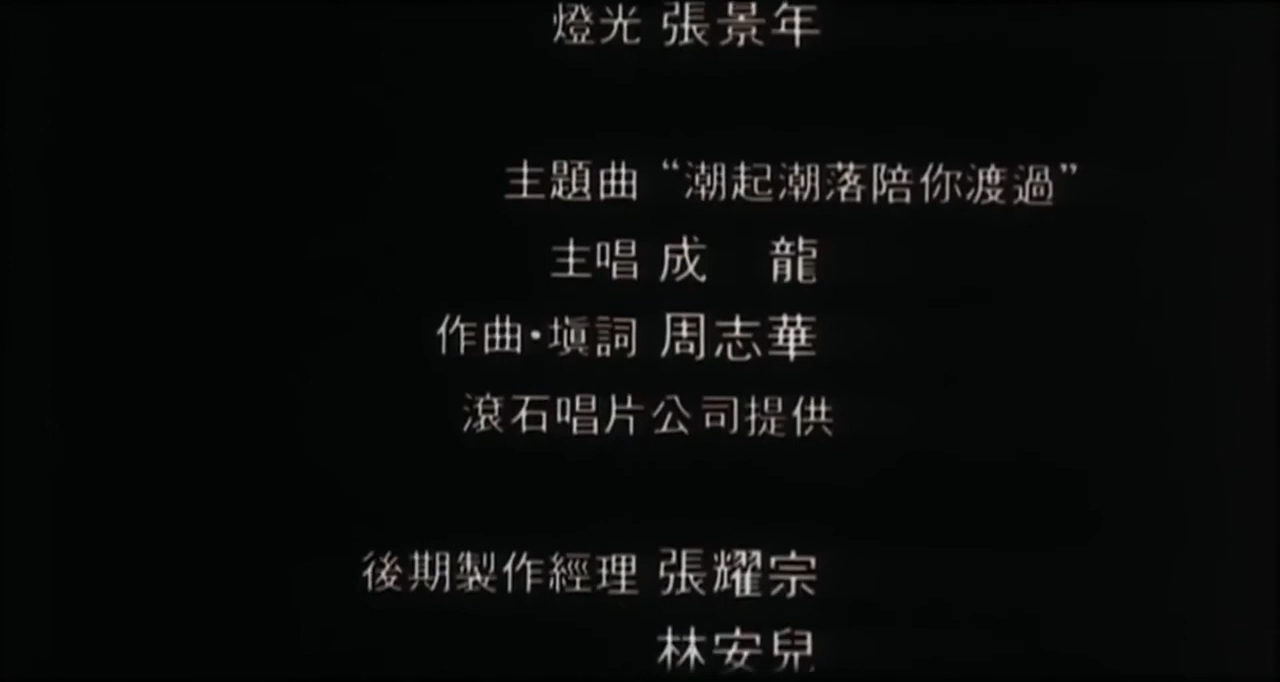 燈光 張景年
主題曲 “潮起潮落陪你渡過”
主唱 成 龍
作曲·塡詞 周志華
滾石唱片公司提供
後期製作經理 張耀宗
林安兒